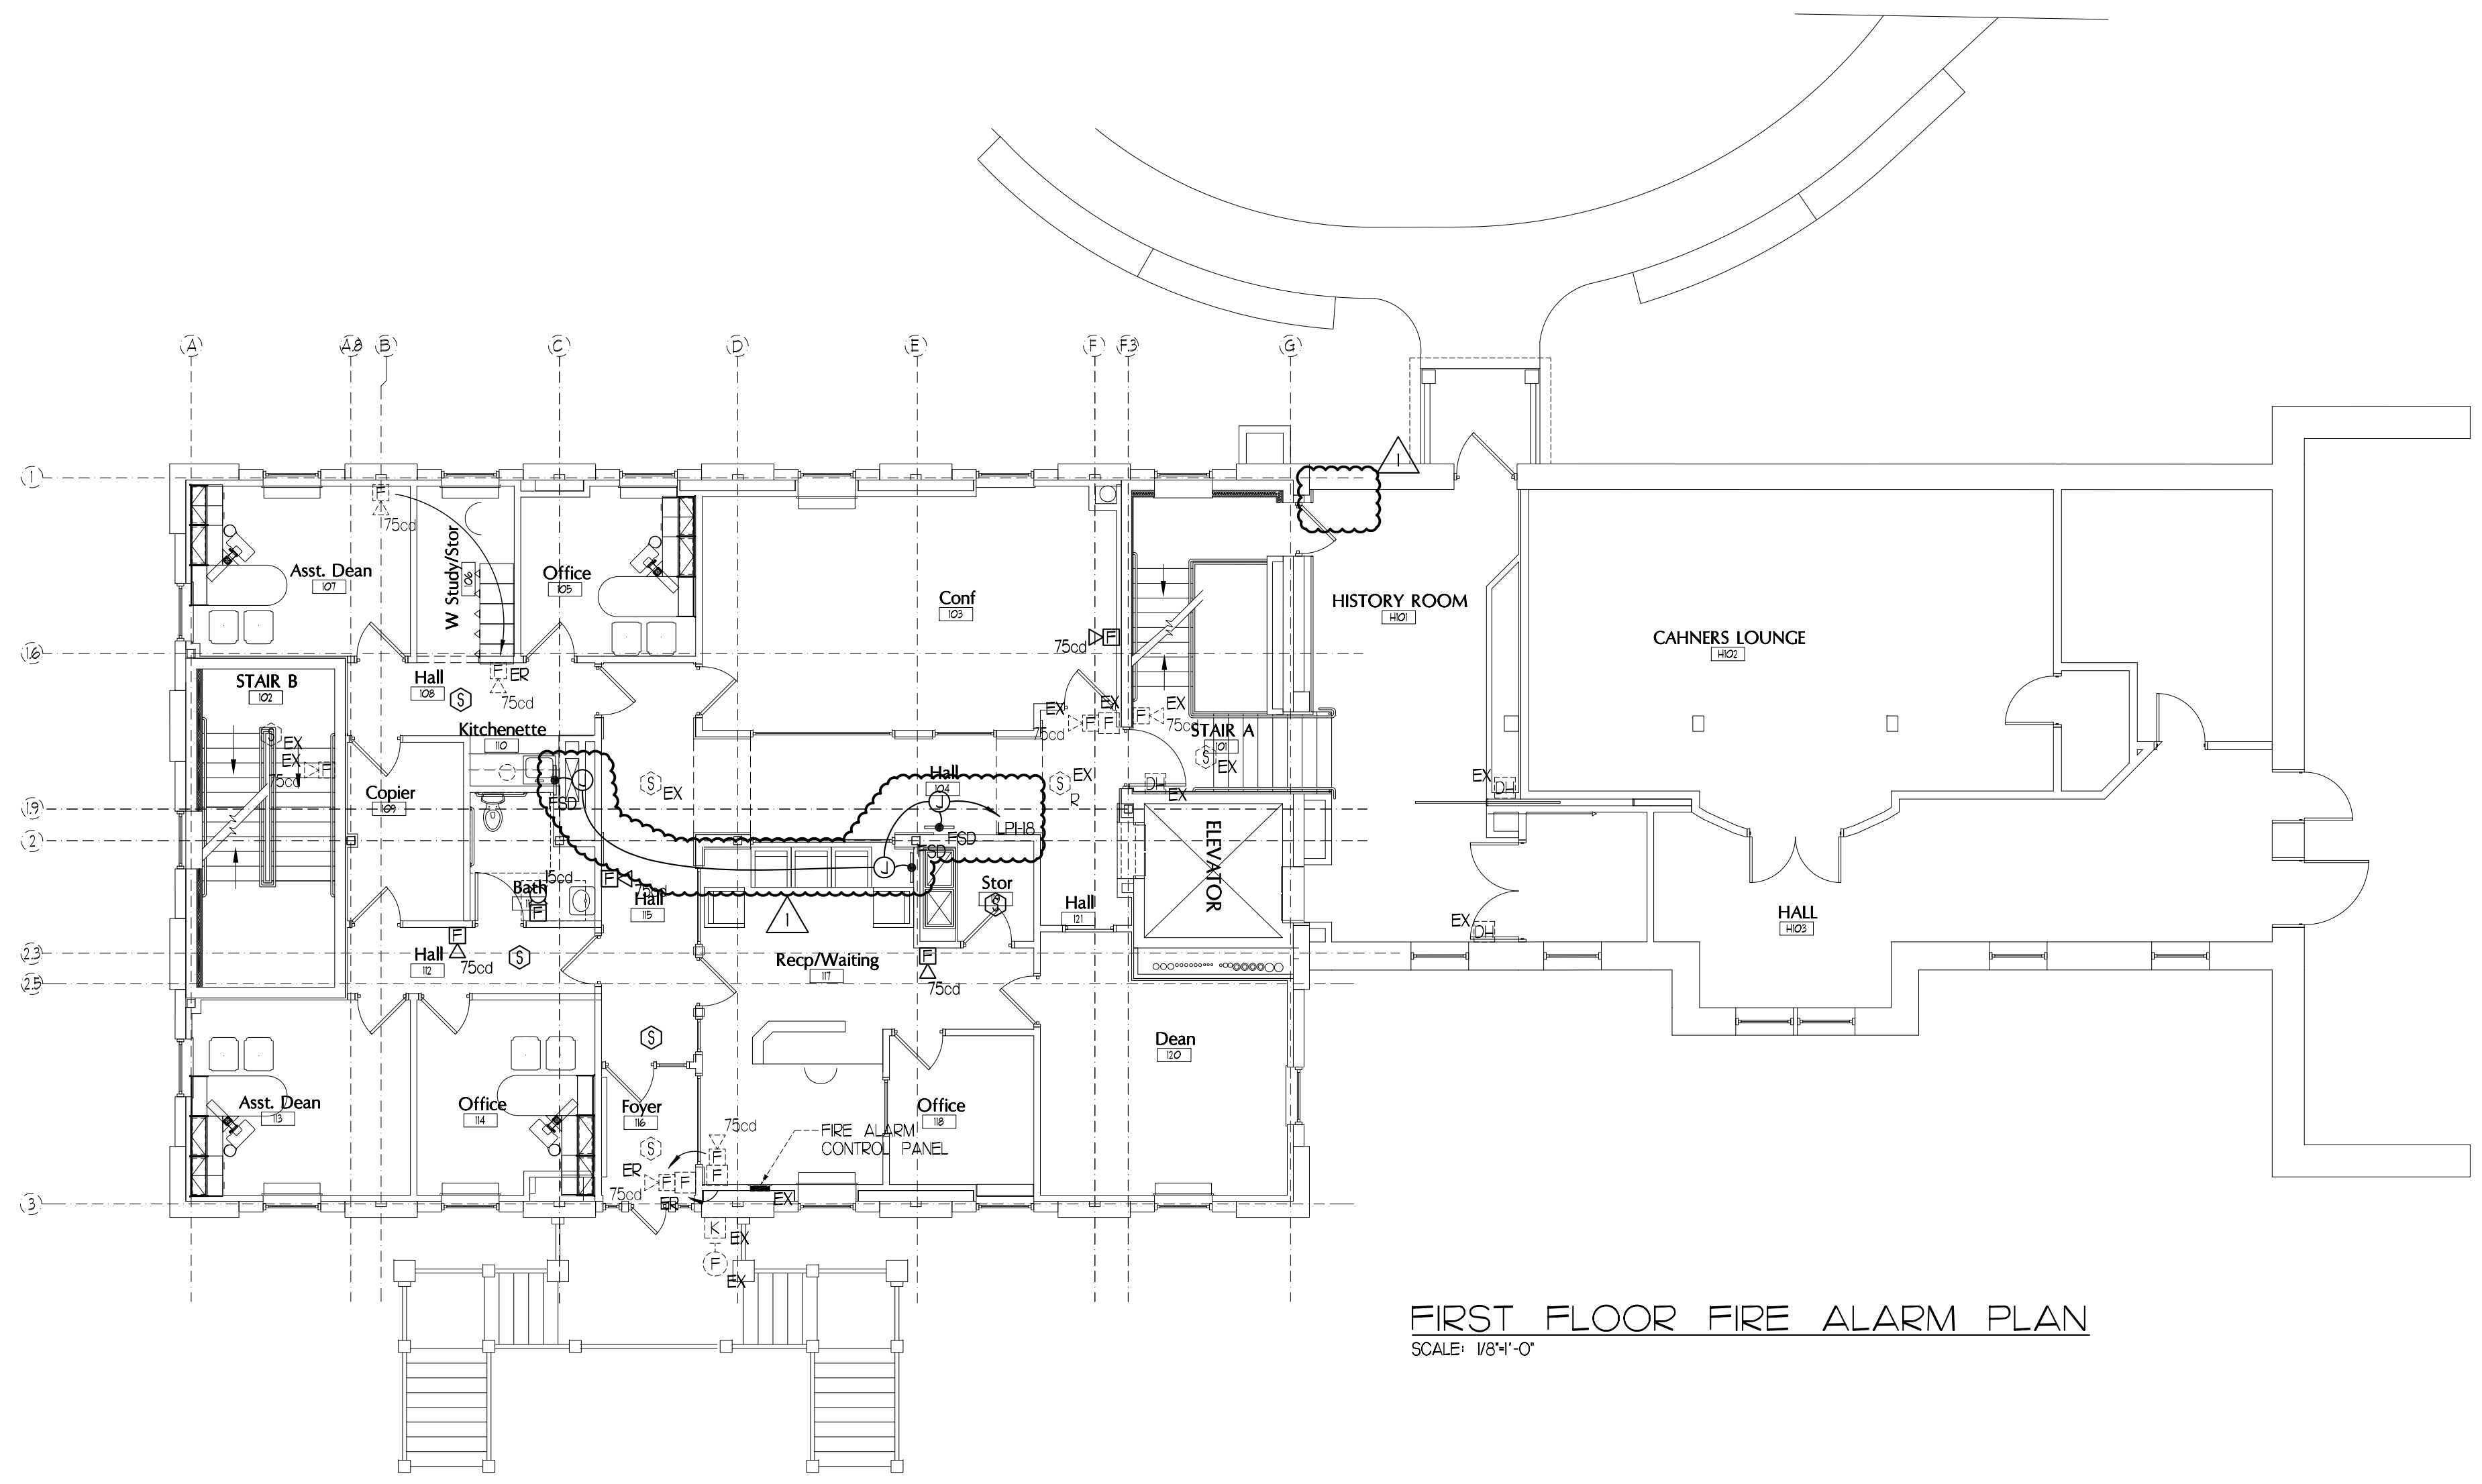 A
A.8
B
C
D
E
F
F.3
G
1
1
75cd
Asst. Dean
107
W Study/Stor
106
Office
105
Conf
103
HISTORY ROOM
H101
CAHNERS LOUNGE
H102
1.6
F
75cd
F
STAIR B
102
Hall
108
S
F
ER
75cd
EX
EX
F
F
75cd
F
EX
75cd
STAIR A
101
S
EX
Kitchenette
110
S
EX
EX
75cd
F
Copier
109
J
FSD
S
EX
Hall
104
J
LP1-18
FSD
S
EX
R
DH
EX
EX
DH
1.9
2
FSD
J
ELEVATOR
15cd
Bath
F
F
75cd
Hall
115
1
Stor
S
Hall
121
HALL
H103
EX
DH
2.3
F
75cd
Hall
112
S
Recp/Waiting
117
F
75cd
2.5
S
Dean
120
Asst. Dean
113
Office
114
Foyer
116
Office
118
75cd
FIRE ALARM
CONTROL PANEL
S
F
F
ER
F
F
75cd
ER
EX
3
K
EX
F
EX
FIRST FLOOR FIRE ALARM PLAN
SCALE: 1/8"=1'-0"